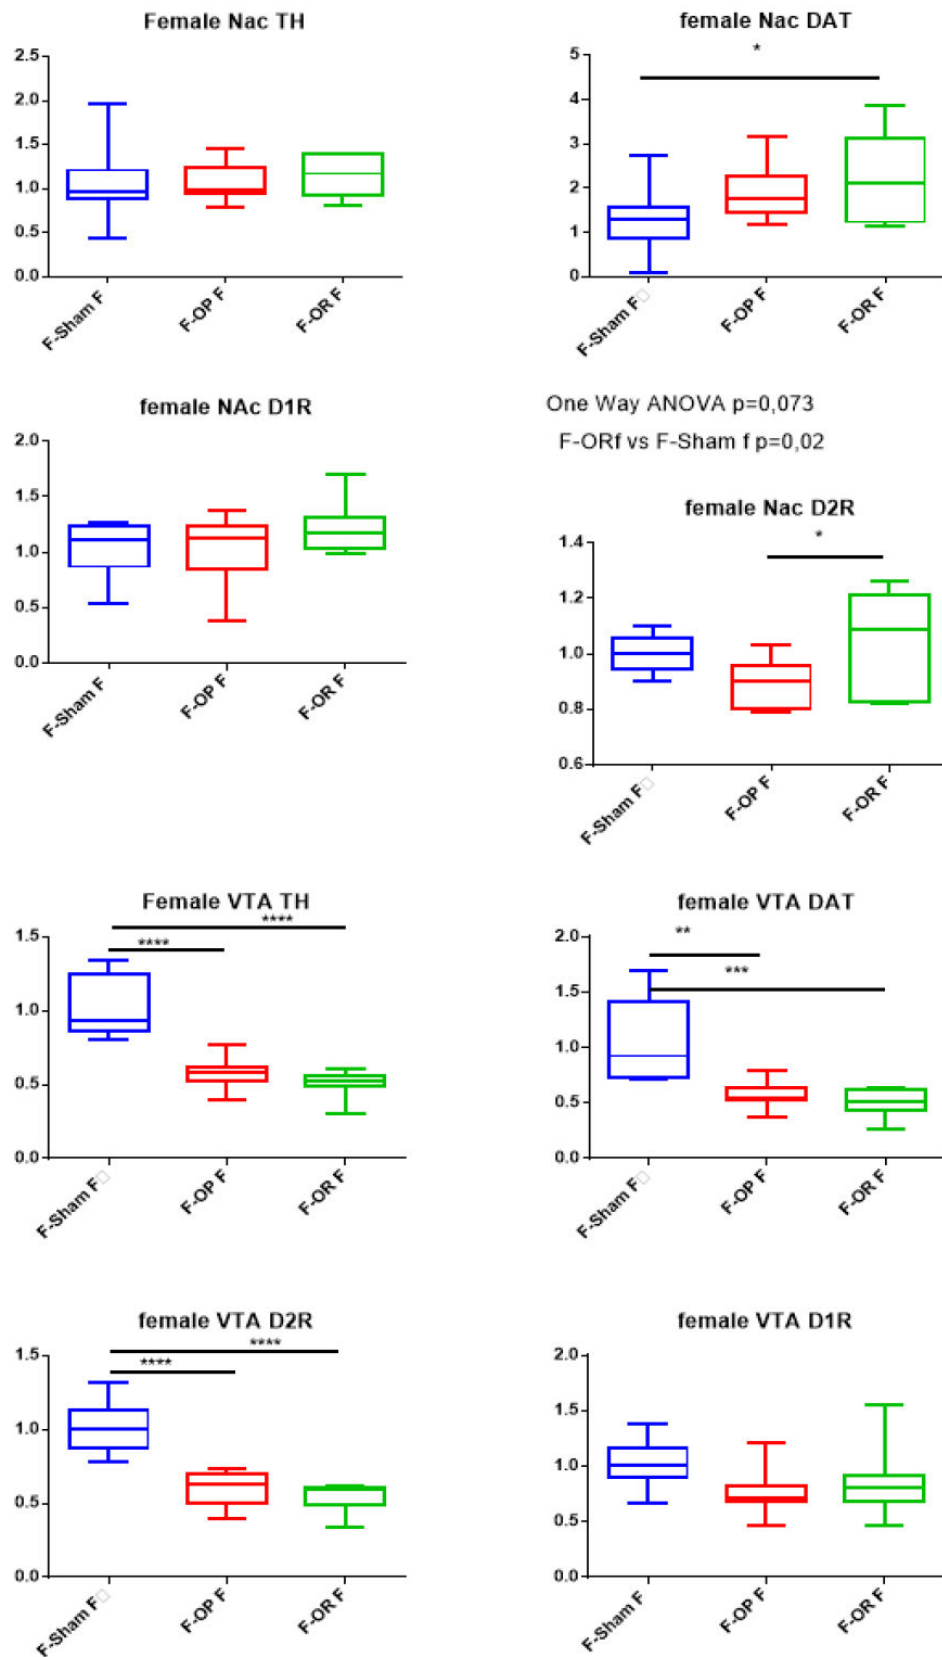 Female Nac TH
2.5
2.0
1.5
1.0
0.5
0.0
F-Sham F
F-OP F
F-OR F
female Nac DAT
*
5
4
3
2
1
0
F-Sham F□
F-OP F
F-OR F
female NAc D1R
2.0
1.5
1.0
0.5
0.0
F-Sham F
F-OP F
F-OR F
One Way ANOVA p=0,073
F-ORf vs F-Sham f p=0,02
female Nac D2R
*
1.4
1.2
1.0
0.8
0.6
F-Sham F□
F-OP F
F-OR F
Female VTA TH
****
****
1.5
1.0
0.5
0.0
F-Sham F□
F-OP F
F-OR F
female VTA DAT
**
***
2.0
1.5
1.0
0.5
0.0
F-Sham F□
F-OP F
F-OR F
female VTA D2R
****
****
1.5
1.0
0.5
0.0
F-Sham F□
F-OP F
F-OR F
female VTA D1R
2.0
1.5
1.0
0.5
0.0
F-Sham F
F-OP F
F-OR F